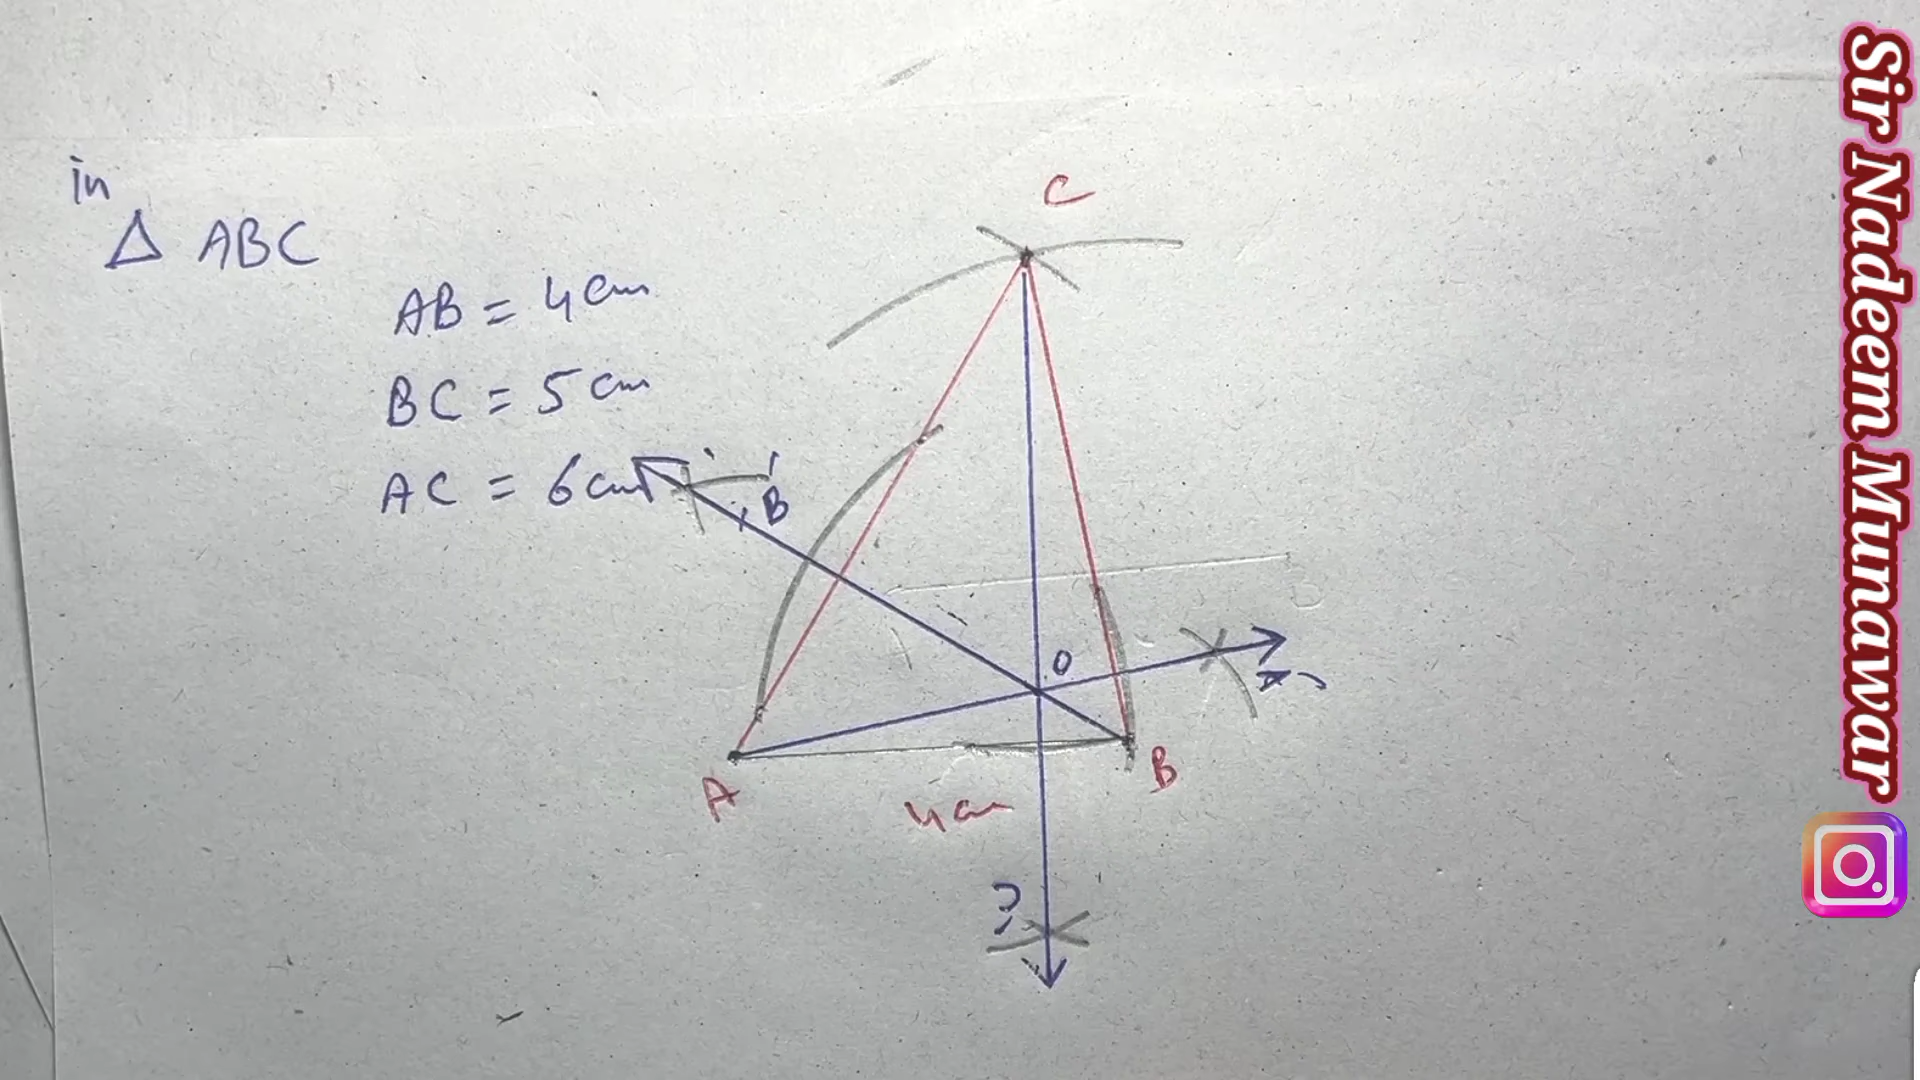 in
△ ABC
AB = 4cm
BC = 5cm
AC = 6cm
C
B
O
A
B
4cm
Sir Nadeem Munawar